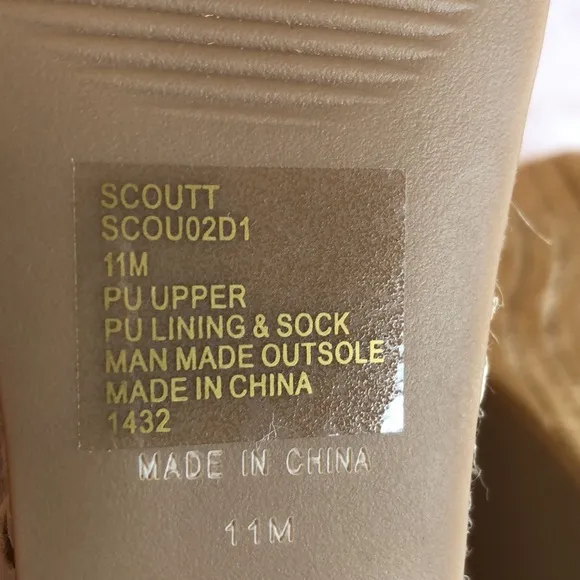 SCOUTT
SCOU02D1
11M
PU UPPER
PU LINING & SOCK
MAN MADE OUTSOLE
MADE IN CHINA
1432
MADE IN CHINA
11M